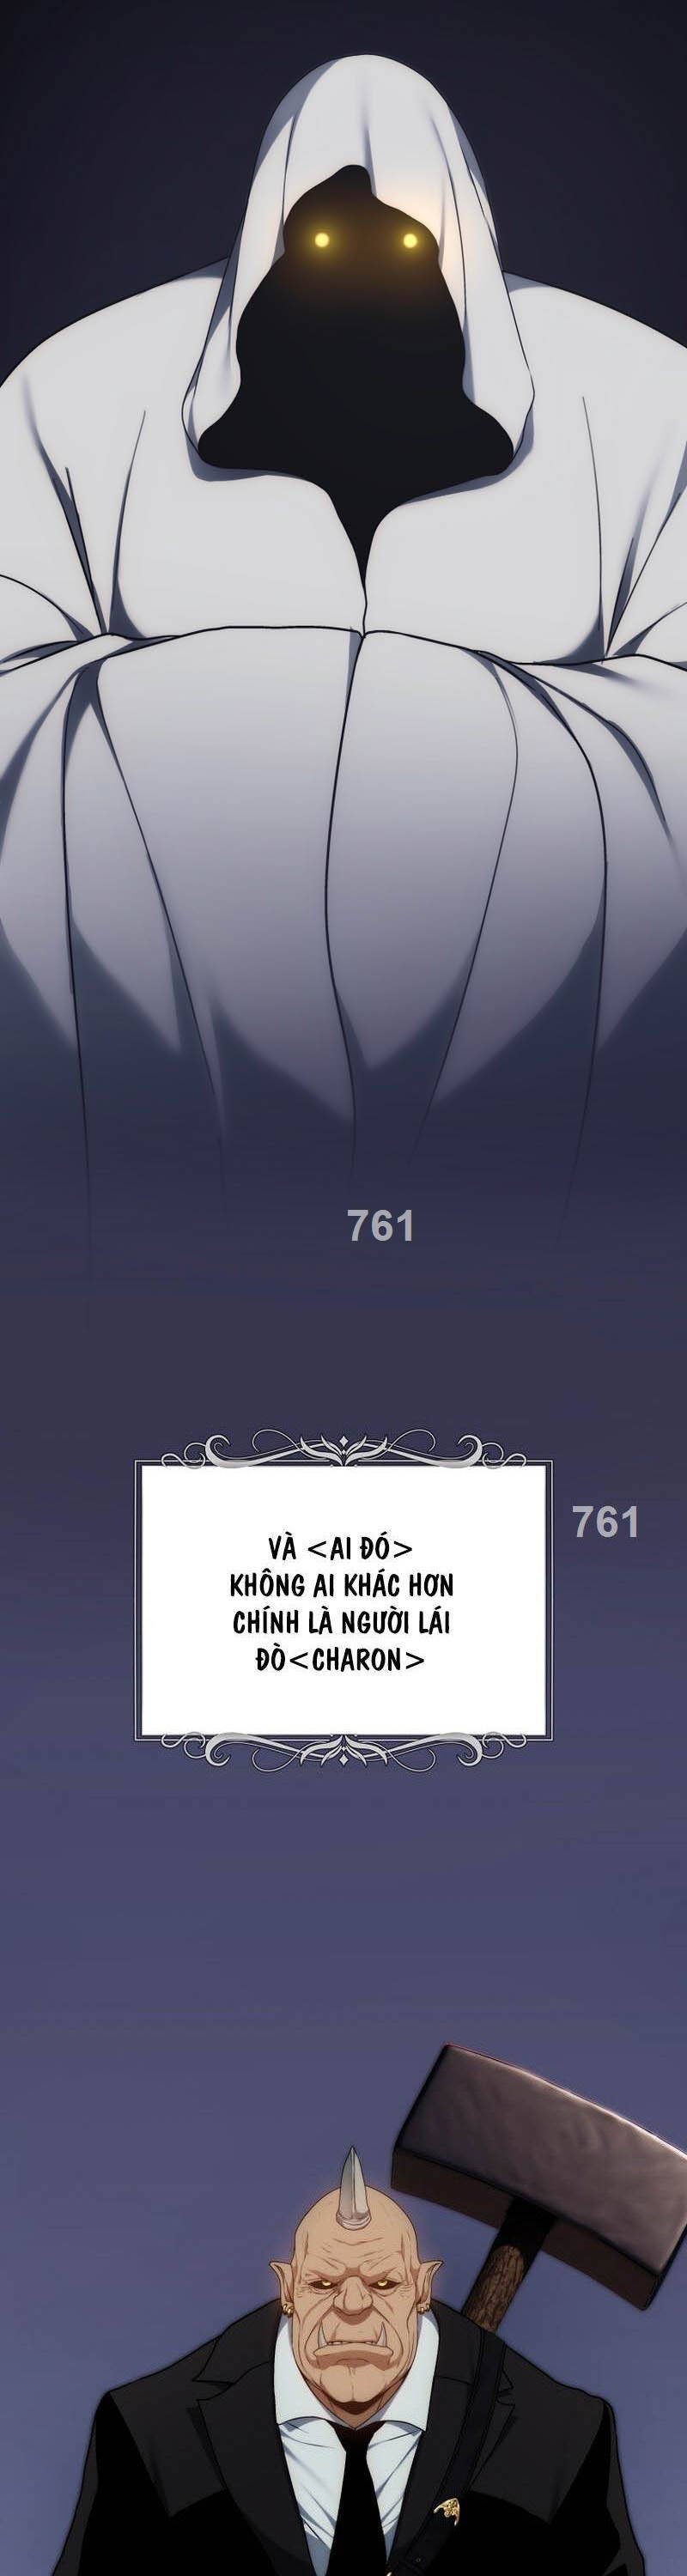 761
761
VÀ <AI ĐÓ>
KHÔNG AI KHÁC HƠN
CHÍNH LÀ NGƯỜI LÁI
ĐÒ<CHARON>